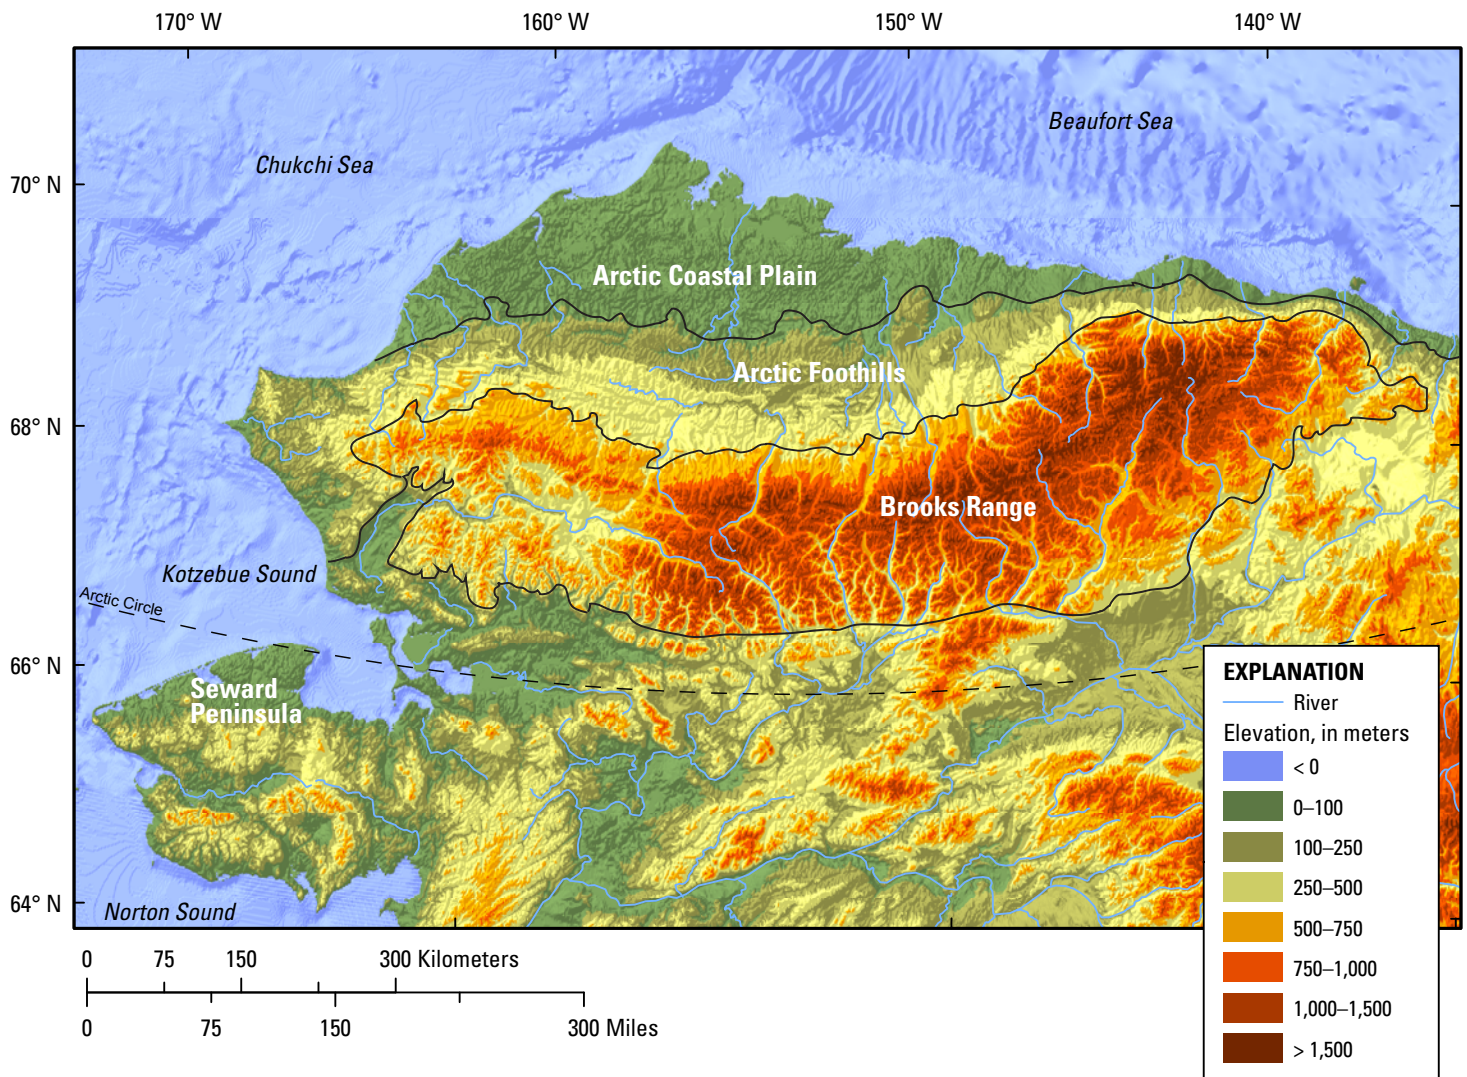 170° W 160° W 150° W 140° W
Beaufort Sea
Chukchi Sea
70° N
Arctic Coastal Plain
Arctic Foothills
68° N
Brooks Range
Kotzebue Sound
Arctic Circle
66° N
Seward
Peninsula
64° N
Norton Sound
EXPLANATION
River
Elevation, in meters
< 0
0–100
100–250
250–500
500–750
750–1,000
1,000–1,500
> 1,500
0 75 150 300 Kilometers
0 75 150 300 Miles